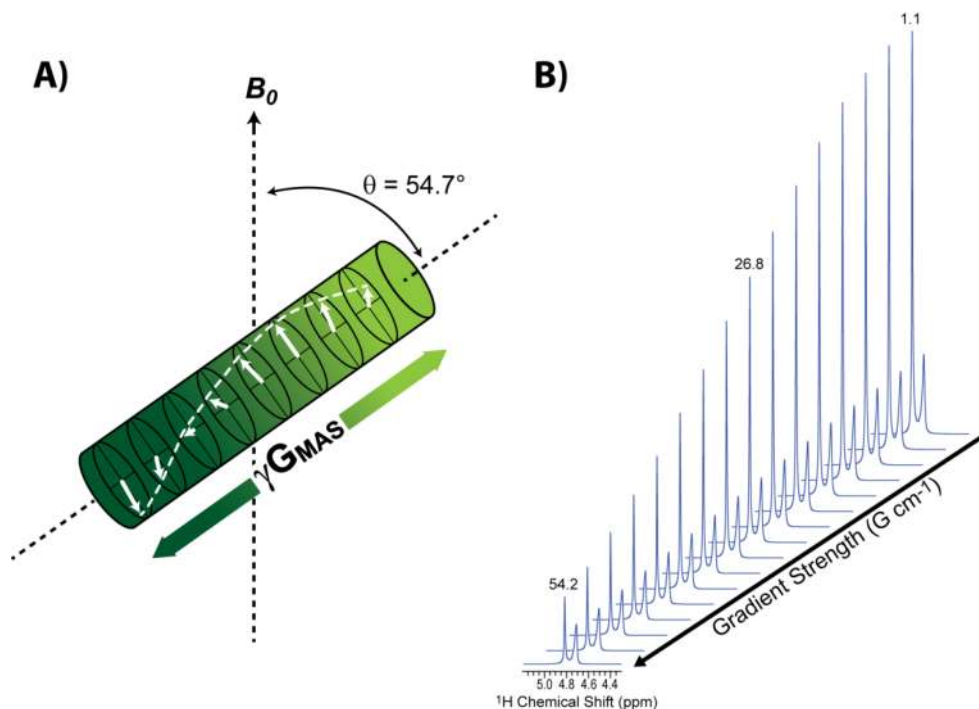 A)
B₀
θ = 54.7°
γGMAS
B)
1.1
26.8
54.2
Gradient Strength (G cm-1)
5.0 4.8 4.6 4.4
¹H Chemical Shift (ppm)